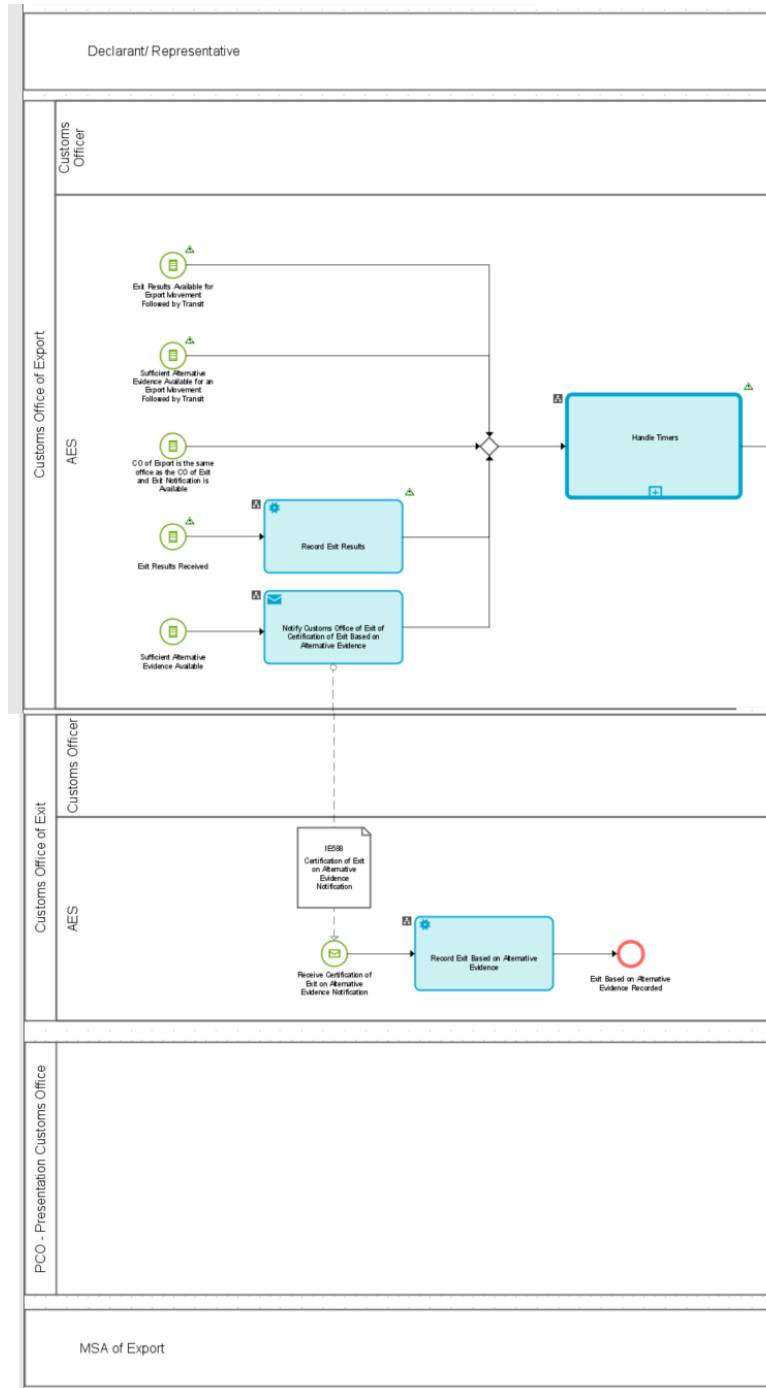 Declarant/ Representative
Customs Office of Export
Customs
Officer
AES
Exit Results Available for
Export Movement
Followed by Transit
Sufficient Alternative
Evidence Available for an
Export Movement
Followed by Transit
CO of Export is the same
office as the CO of Exit
and Exit Notification is
Available
Exit Results Received
Record Exit Results
Sufficient Alternative
Evidence Available
Notify Customs Office of Exit of
Certification of Exit Based on
Alternative Evidence
Handle Timers
Customs Office of Exit
Customs Officer
AES
IE588
Certification of Exit
on Alternative
Evidence
Notification
Receive Certification of
Exit on Alternative
Evidence Notification
Record Exit Based on Alternative
Evidence
Exit Based on Alternative
Evidence Recorded
PCO - Presentation Customs Office
MSA of Export